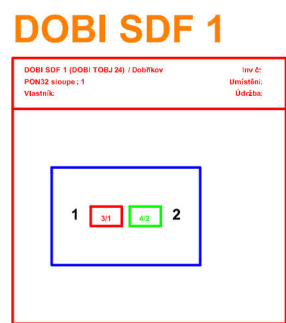 DOBI SDF 1
DOBI SDF 1 (DOBI TOBJ 24) / Dobříkov Inv č:
PON32 sloupe : 1 Umístění:
Vlastník: Údržba:
1 3/1 4/2 2